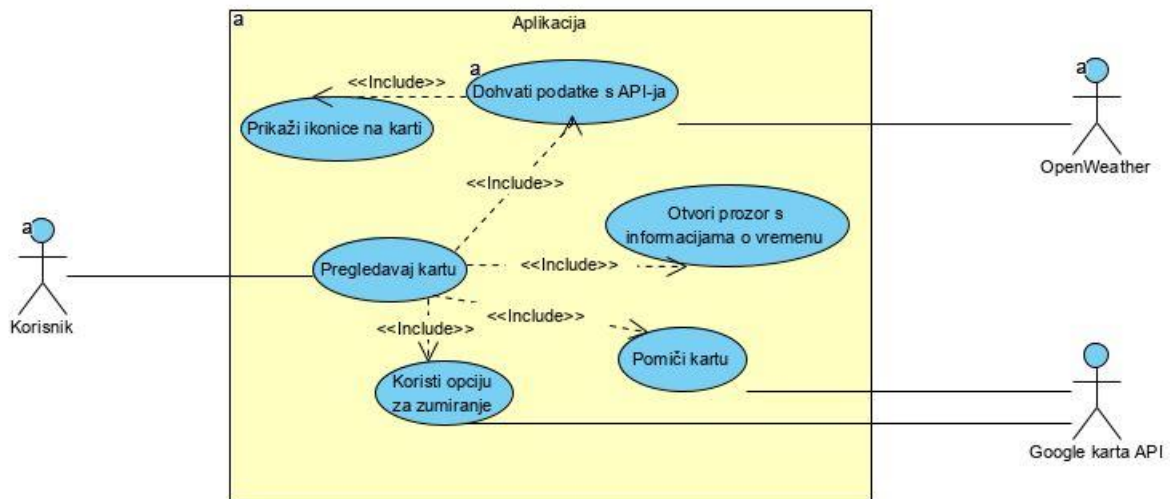 a
Aplikacija
a
<<Include>>
Dohvati podatke s API-ja
a
Prikaži ikonice na karti
OpenWeather
<<Include>>
Otvori prozor s
informacijama o vremenu
a
Pregledavaj kartu
<<Include>>
Korisnik
<<Include>>
<<Include>>
Pomiči kartu
Koristi opciju
za zumiranje
Google karta API